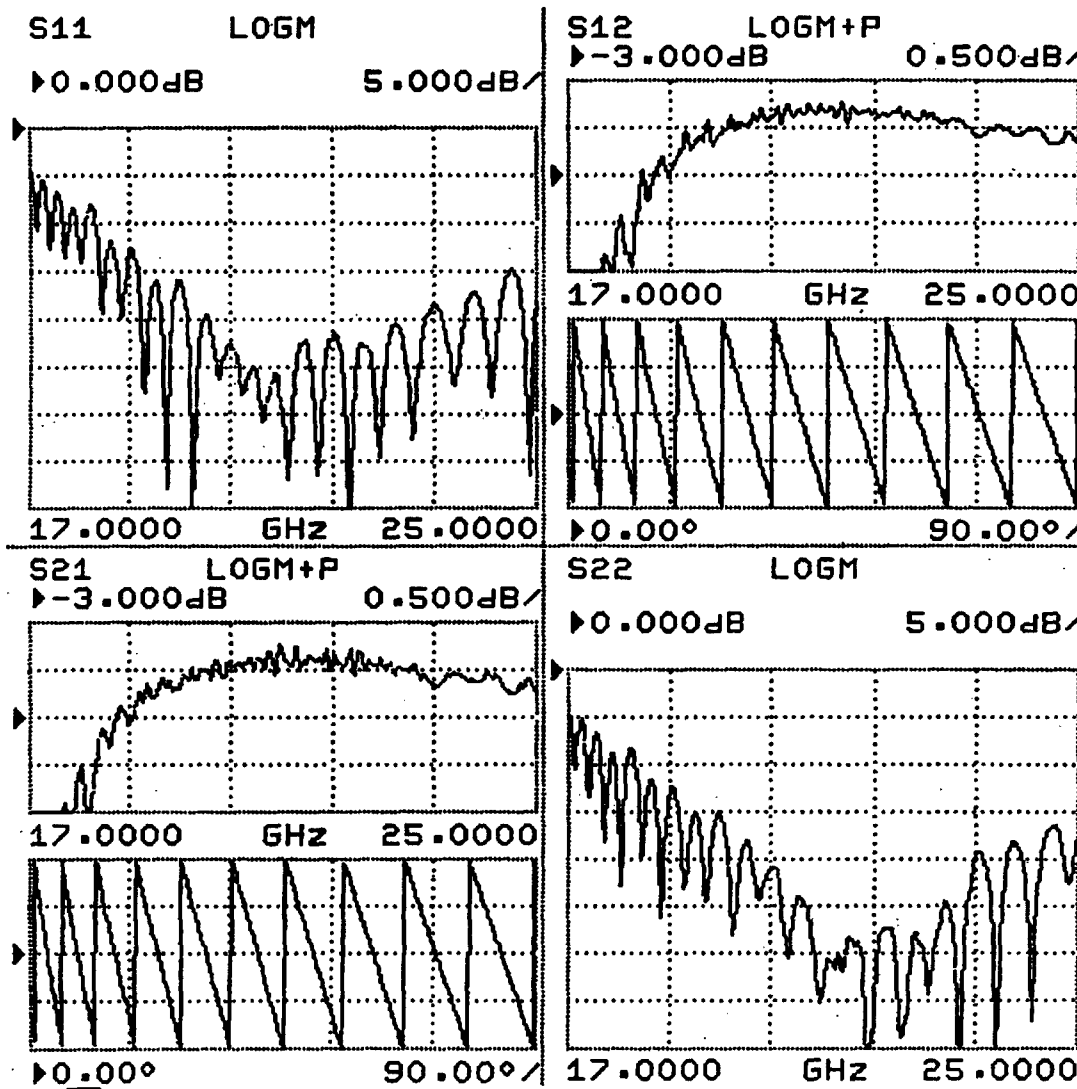 S11 LOGM
▶0.000dB 5.000dB/
17.0000 GHz 25.0000
S12 LOGM+P
▶-3.000dB 0.500dB/
17.0000 GHz 25.0000
▶0.00° 90.00°/
S21 LOGM+P
▶-3.000dB 0.500dB/
17.0000 GHz 25.0000
▶0.00° 90.00°/
S22 LOGM
▶0.000dB 5.000dB/
17.0000 GHz 25.0000